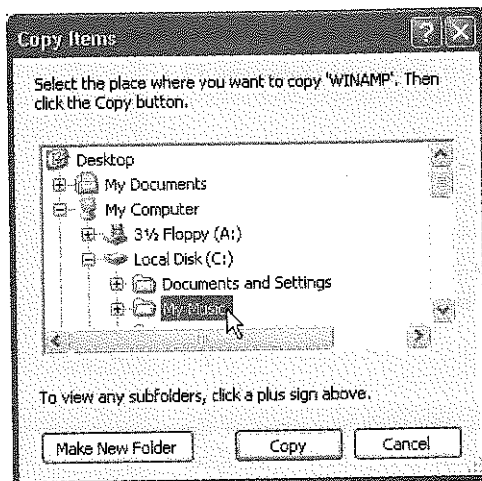 Copy Items
Select the place where you want to copy 'WINAMP'. Then
click the Copy button.
Desktop
My Documents
My Computer
3½ Floppy (A:)
Local Disk (C:)
Documents and Settings
My Music
To view any subfolders, click a plus sign above.
Make New Folder
Copy
Cancel